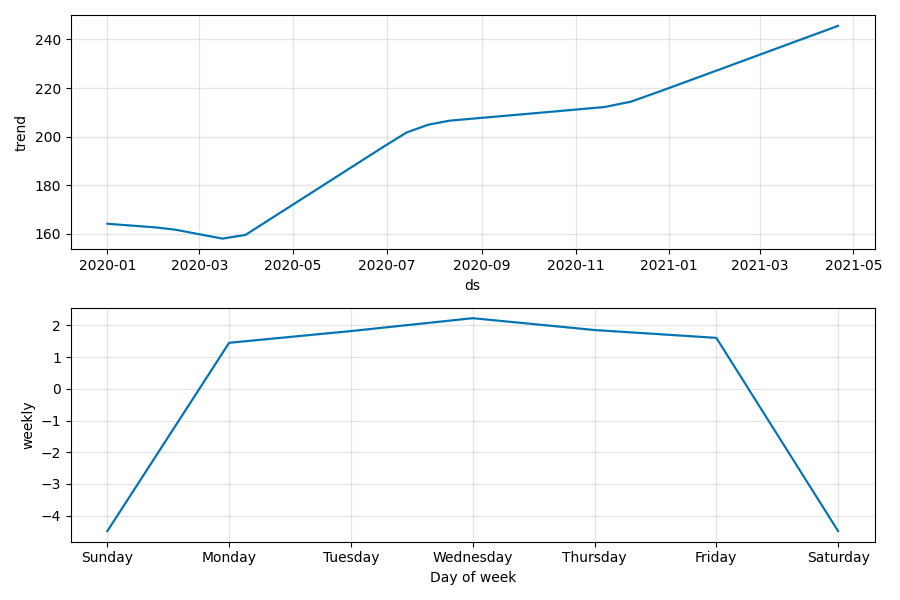 240
220
200
180
160
trend
2020-01 2020-03 2020-05 2020-07 2020-09 2020-11 2021-01 2021-03 2021-05
ds
2
1
0
−1
−2
−3
−4
weekly
Sunday Monday Tuesday Wednesday Thursday Friday Saturday
Day of week